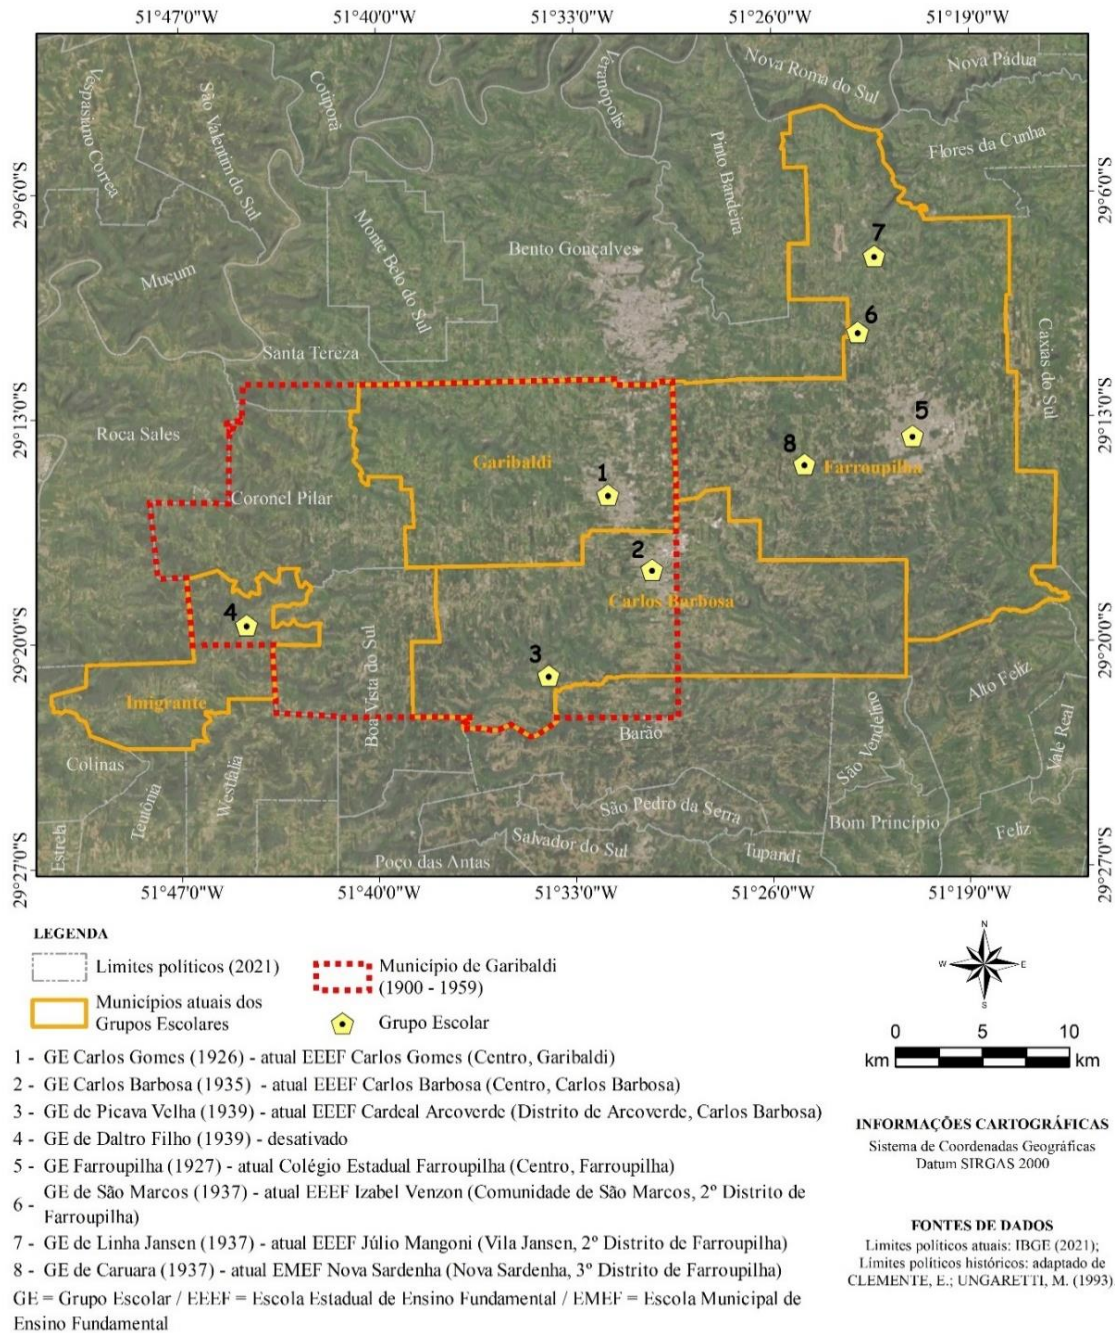 51°47'0"W 51°40'0"W 51°33'0"W 51°26'0"W 51°19'0"W
Nova Roma do Sul
Nova Pádua
Vespasiano Correa
São Valentim do Sul
Cotiporã
Veranópolis
Pinto Bandeira
Flores da Cunha
29°6'0"S
29°6'0"S
7
Monte Belo do Sul
Bento Gonçalves
Muçum
6
Caxias do Sul
Santa Tereza
29°13'0"S
29°13'0"S
5
Roca Sales
8
Garibaldi
Farroupilha
1
Coronel Pilar
2
4
Carlos Barbosa
29°20'0"S
29°20'0"S
3
Boa Vista do Sul
Alto Feliz
Imigrante
São Vendelino
Vale Real
Barão
Colinas
Westfália
Teutônia
São Pedro da Serra
Bom Princípio
Feliz
Estrela
Salvador do Sul
Tupandi
Poço das Antas
29°27'0"S
29°27'0"S
51°47'0"W 51°40'0"W 51°33'0"W 51°26'0"W 51°19'0"W
LEGENDA
Limites políticos (2021)
Município de Garibaldi
(1900 - 1959)
Municípios atuais dos
Grupos Escolares
Grupo Escolar
N
W E
S
0 5 10
km km
1 - GE Carlos Gomes (1926) - atual EEEF Carlos Gomes (Centro, Garibaldi)
2 - GE Carlos Barbosa (1935) - atual EEEF Carlos Barbosa (Centro, Carlos Barbosa)
3 - GE de Picava Velha (1939) - atual EEEF Cardeal Arcoverde (Distrito de Arcoverde, Carlos Barbosa)
4 - GE de Daltro Filho (1939) - desativado
5 - GE Farroupilha (1927) - atual Colégio Estadual Farroupilha (Centro, Farroupilha)
6 - GE de São Marcos (1937) - atual EEEF Izabel Venzon (Comunidade de São Marcos, 2º Distrito de
Farroupilha)
7 - GE de Linha Jansen (1937) - atual EEEF Júlio Mangoni (Vila Jansen, 2º Distrito de Farroupilha)
8 - GE de Caruara (1937) - atual EMEF Nova Sardenha (Nova Sardenha, 3º Distrito de Farroupilha)
GE = Grupo Escolar / EEEF = Escola Estadual de Ensino Fundamental / EMEF = Escola Municipal de
Ensino Fundamental
INFORMAÇÕES CARTOGRÁFICAS
Sistema de Coordenadas Geográficas
Datum SIRGAS 2000
FONTES DE DADOS
Limites políticos atuais: IBGE (2021);
Límites políticos históricos: adaptado de
CLEMENTE, E.; UNGARETTI, M. (1993)